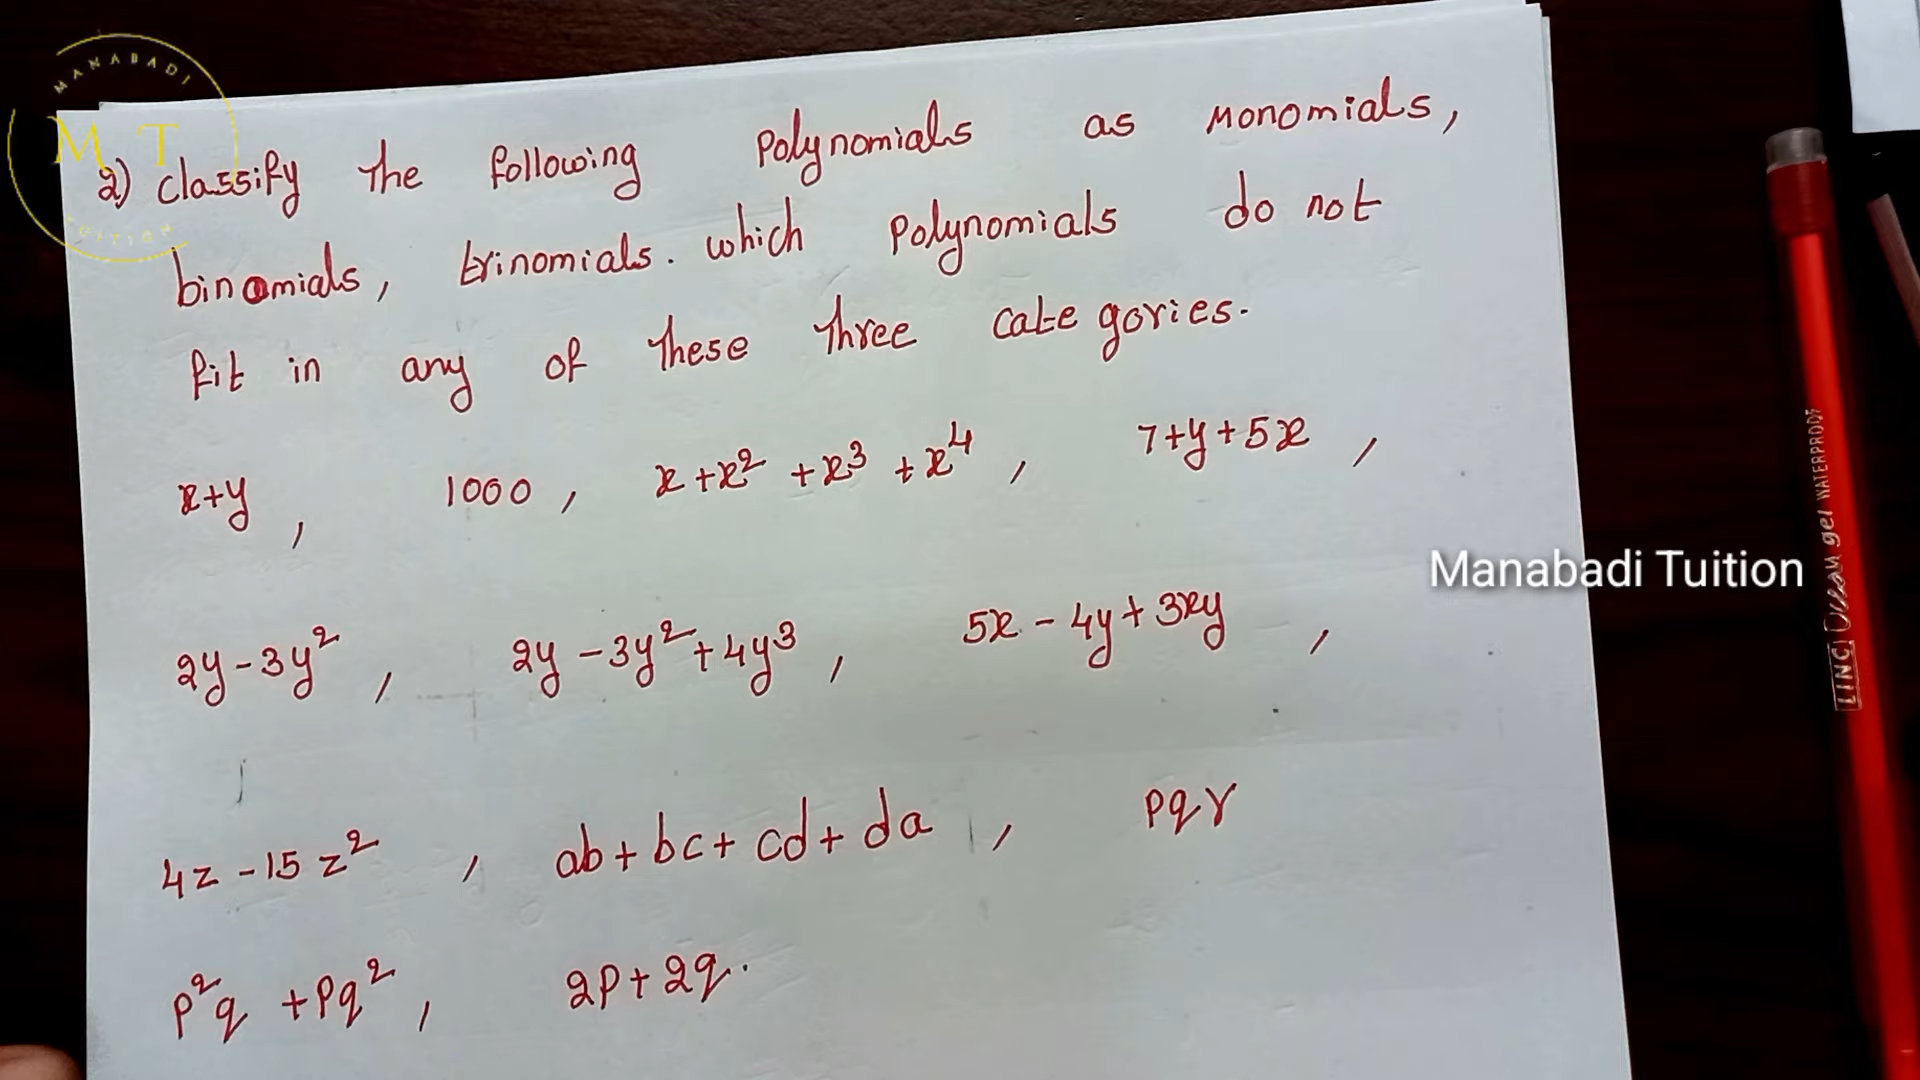 MANABADI
M T
TUITION
2) classify the following polynomials as monomials,
binomials, trinomials. which polynomials do not
fit in any of these three categories.
x+y, 1000, x+x²+x³+x⁴, 7+y+5x,
Manabadi Tuition
2y-3y², 2y-3y²+4y³, 5x-4y+3xy,
4z-15z², ab+bc+cd+da, pqr
p²q+pq², 2p+2q.
LINC Ocean gel WATERPROOF